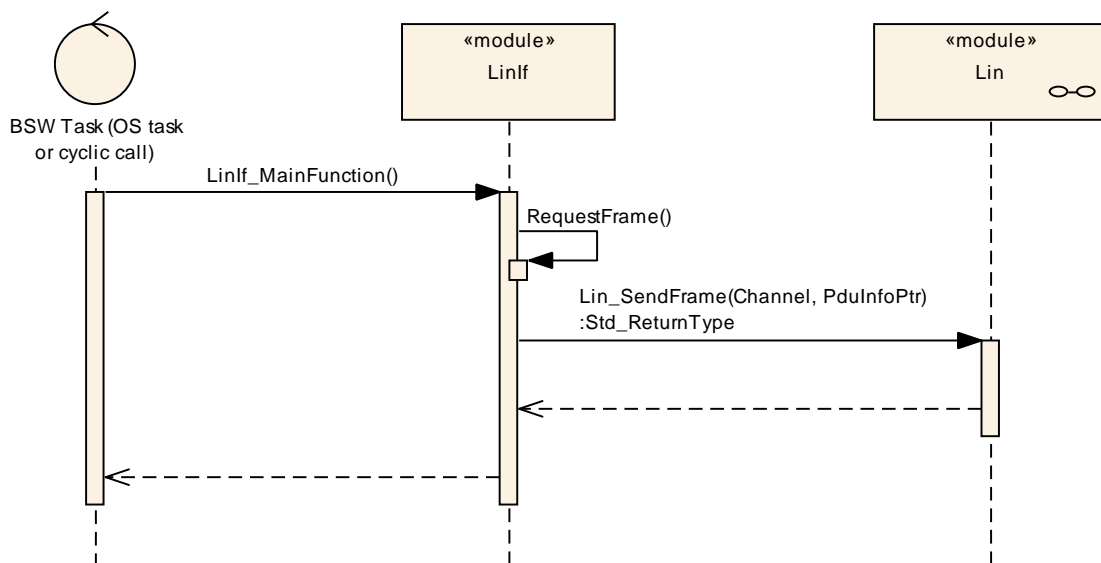 «module»
LinIf
«module»
Lin
BSW Task (OS task
or cyclic call)
LinIf_MainFunction()
RequestFrame()
Lin_SendFrame(Channel, PduInfoPtr)
:Std_ReturnType